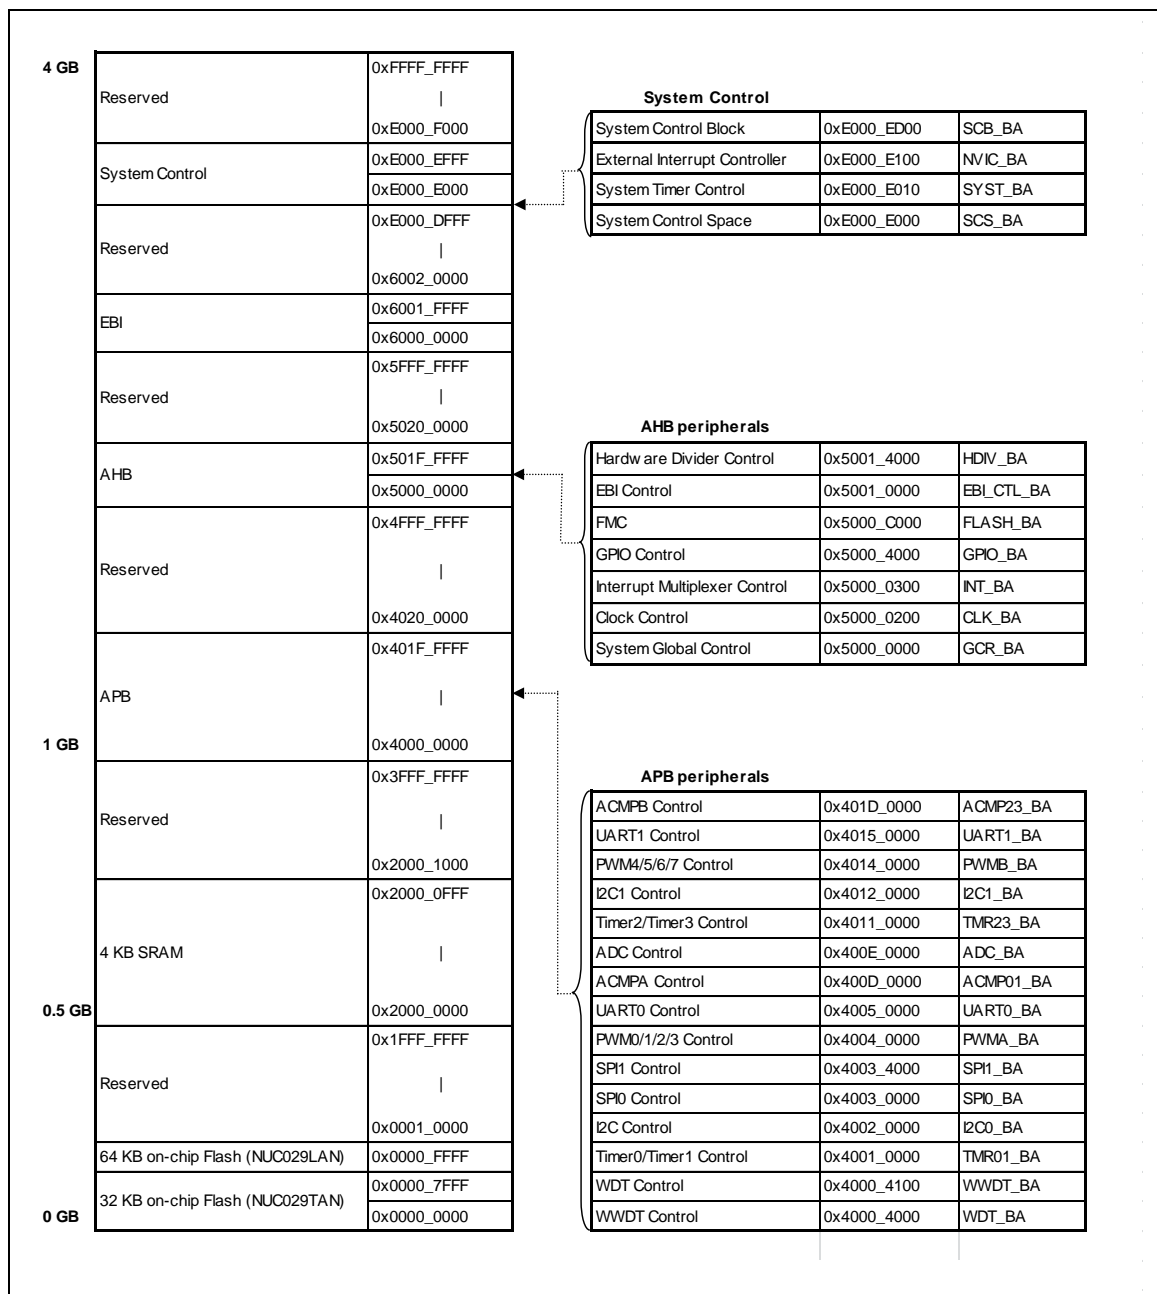 4 GB
Reserved
0xFFFF_FFFF
|
0xE000_F000
System Control
0xE000_EFFF
0xE000_E000
Reserved
0xE000_DFFF
|
0x6002_0000
EBI
0x6001_FFFF
0x6000_0000
Reserved
0x5FFF_FFFF
|
0x5020_0000
AHB
0x501F_FFFF
0x5000_0000
Reserved
0x4FFF_FFFF
|
0x4020_0000
APB
0x401F_FFFF
|
1 GB
0x4000_0000
Reserved
0x3FFF_FFFF
|
0x2000_1000
4 KB SRAM
0x2000_0FFF
|
0.5 GB
0x2000_0000
Reserved
0x1FFF_FFFF
|
0x0001_0000
64 KB on-chip Flash (NUC029LAN) 0x0000_FFFF
32 KB on-chip Flash (NUC029TAN)
0x0000_7FFF
0 GB
0x0000_0000
System Control
System Control Block 0xE000_ED00 SCB_BA
External Interrupt Controller 0xE000_E100 NVIC_BA
System Timer Control 0xE000_E010 SYST_BA
System Control Space 0xE000_E000 SCS_BA
AHB peripherals
Hardware Divider Control 0x5001_4000 HDIV_BA
EBI Control 0x5001_0000 EBI_CTL_BA
FMC 0x5000_C000 FLASH_BA
GPIO Control 0x5000_4000 GPIO_BA
Interrupt Multiplexer Control 0x5000_0300 INT_BA
Clock Control 0x5000_0200 CLK_BA
System Global Control 0x5000_0000 GCR_BA
APB peripherals
ACMPB Control 0x401D_0000 ACMP23_BA
UART1 Control 0x4015_0000 UART1_BA
PWM4/5/6/7 Control 0x4014_0000 PWMB_BA
I2C1 Control 0x4012_0000 I2C1_BA
Timer2/Timer3 Control 0x4011_0000 TMR23_BA
ADC Control 0x400E_0000 ADC_BA
ACMPA Control 0x400D_0000 ACMP01_BA
UART0 Control 0x4005_0000 UART0_BA
PWM0/1/2/3 Control 0x4004_0000 PWMA_BA
SPI1 Control 0x4003_4000 SPI1_BA
SPI0 Control 0x4003_0000 SPI0_BA
I2C Control 0x4002_0000 I2C0_BA
Timer0/Timer1 Control 0x4001_0000 TMR01_BA
WDT Control 0x4000_4100 WWDT_BA
WWDT Control 0x4000_4000 WDT_BA